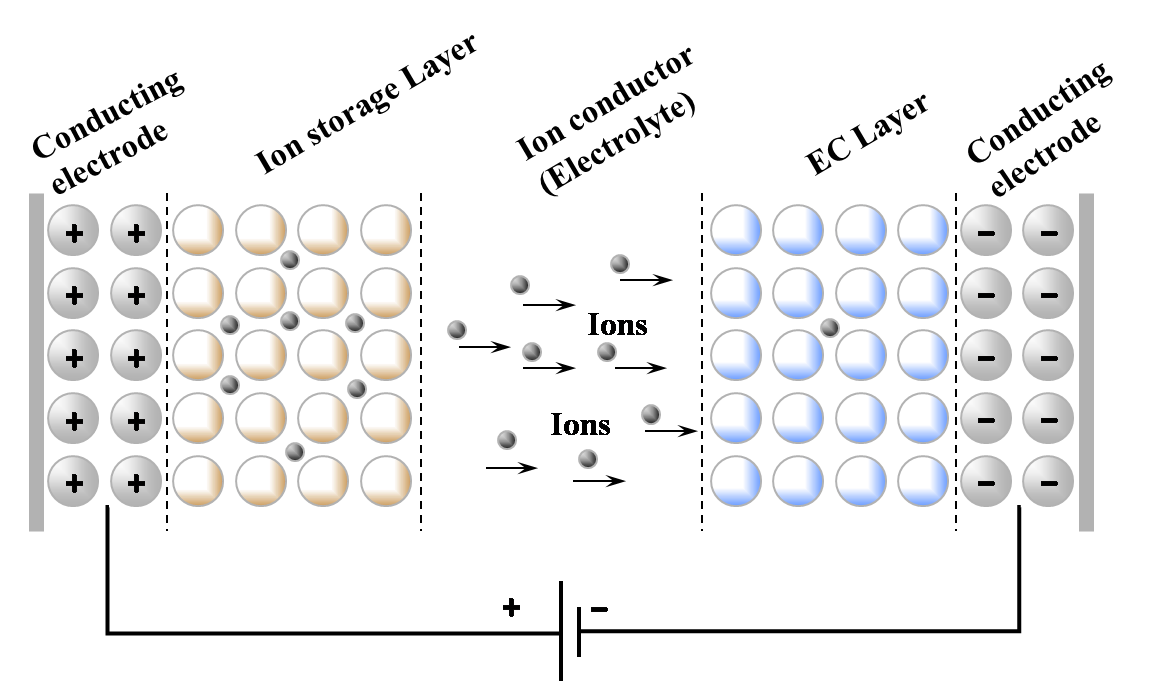 Conducting
electrode
Ion storage Layer
Ion conductor
(Electrolyte)
EC Layer
Conducting
electrode
+ + - -
+ + - -
Ions
+ + - -
+ + - -
Ions
+ + - -
+ -